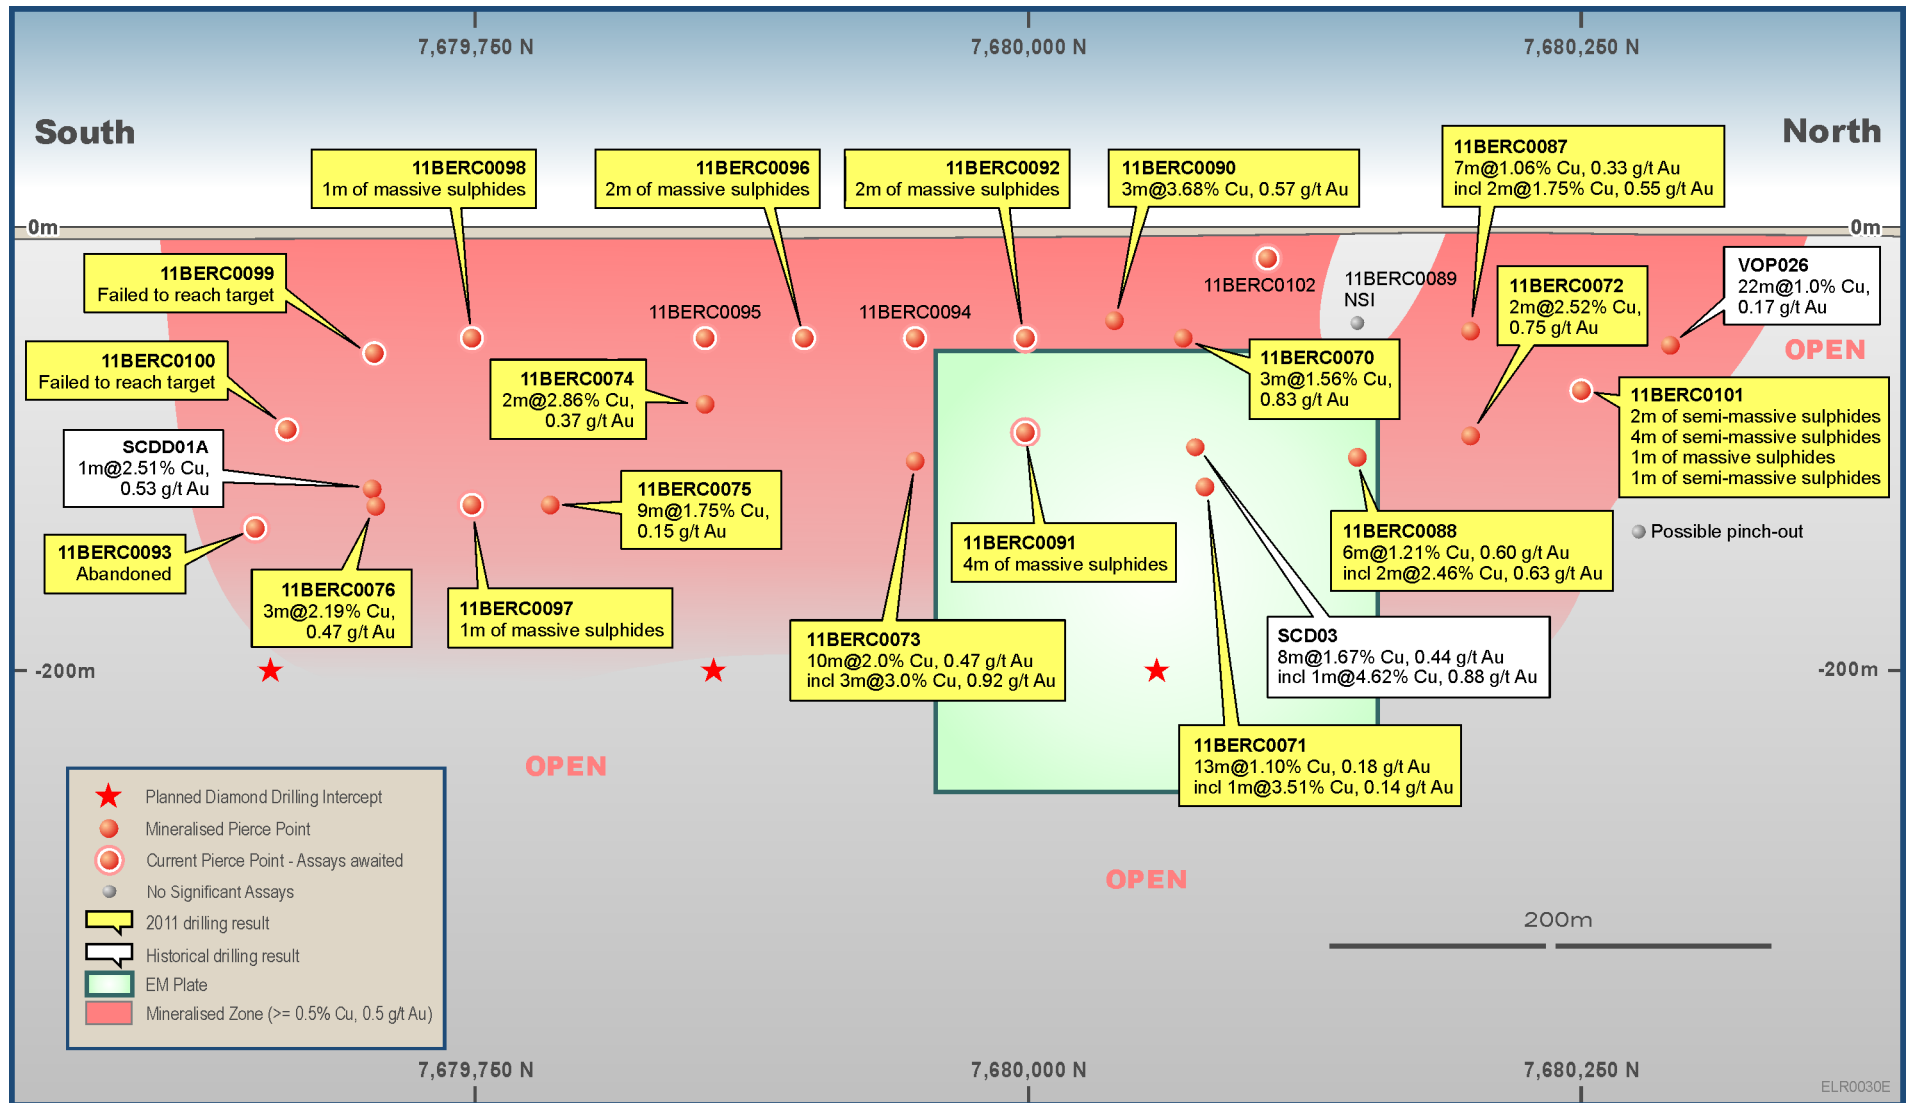 7,679,750 N
7,680,000 N
7,680,250 N
South
North
11BERC0098
1m of massive sulphides
11BERC0096
2m of massive sulphides
11BERC0092
2m of massive sulphides
11BERC0090
3m@3.68% Cu, 0.57 g/t Au
11BERC0087
7m@1.06% Cu, 0.33 g/t Au
incl 2m@1.75% Cu, 0.55 g/t Au
0m
0m
11BERC0099
Failed to reach target
11BERC0095
11BERC0094
11BERC0102
11BERC0089
NSI
11BERC0072
2m@2.52% Cu,
0.75 g/t Au
VOP026
22m@1.0% Cu,
0.17 g/t Au
OPEN
11BERC0100
Failed to reach target
11BERC0074
2m@2.86% Cu,
0.37 g/t Au
11BERC0070
3m@1.56% Cu,
0.83 g/t Au
11BERC0101
2m of semi-massive sulphides
4m of semi-massive sulphides
1m of massive sulphides
1m of semi-massive sulphides
SCDD01A
1m@2.51% Cu,
0.53 g/t Au
11BERC0075
9m@1.75% Cu,
0.15 g/t Au
11BERC0093
Abandoned
11BERC0091
4m of massive sulphides
11BERC0088
6m@1.21% Cu, 0.60 g/t Au
incl 2m@2.46% Cu, 0.63 g/t Au
Possible pinch-out
11BERC0076
3m@2.19% Cu,
0.47 g/t Au
11BERC0097
1m of massive sulphides
11BERC0073
10m@2.0% Cu, 0.47 g/t Au
incl 3m@3.0% Cu, 0.92 g/t Au
SCD03
8m@1.67% Cu, 0.44 g/t Au
incl 1m@4.62% Cu, 0.88 g/t Au
-200m
-200m
11BERC0071
13m@1.10% Cu, 0.18 g/t Au
incl 1m@3.51% Cu, 0.14 g/t Au
OPEN
OPEN
Planned Diamond Drilling Intercept
Mineralised Pierce Point
Current Pierce Point - Assays awaited
No Significant Assays
2011 drilling result
Historical drilling result
EM Plate
Mineralised Zone (>= 0.5% Cu, 0.5 g/t Au)
200m
7,679,750 N
7,680,000 N
7,680,250 N
ELR0030E